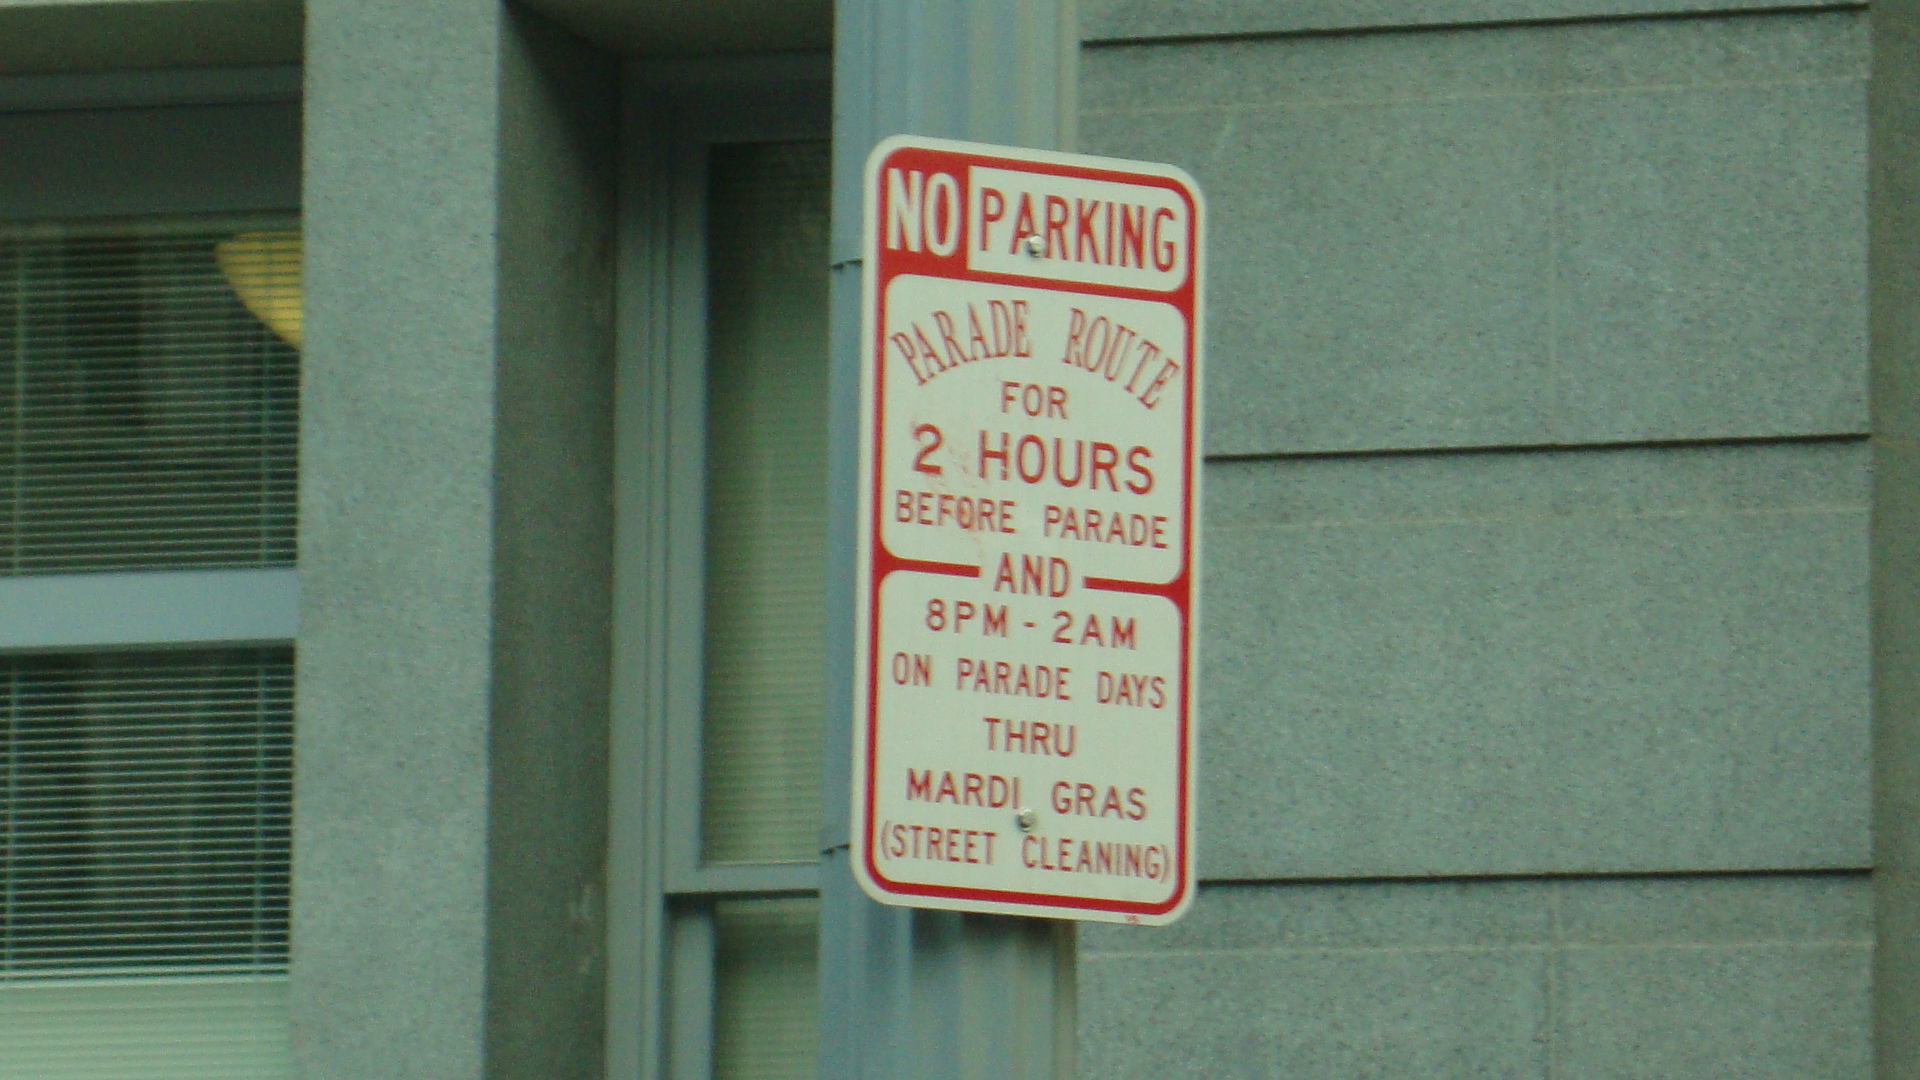 NO PARKING
PARADE ROUTE
FOR
2 HOURS
BEFORE PARADE
AND
8PM - 2AM
ON PARADE DAYS
THRU
MARDI GRAS
(STREET CLEANING)